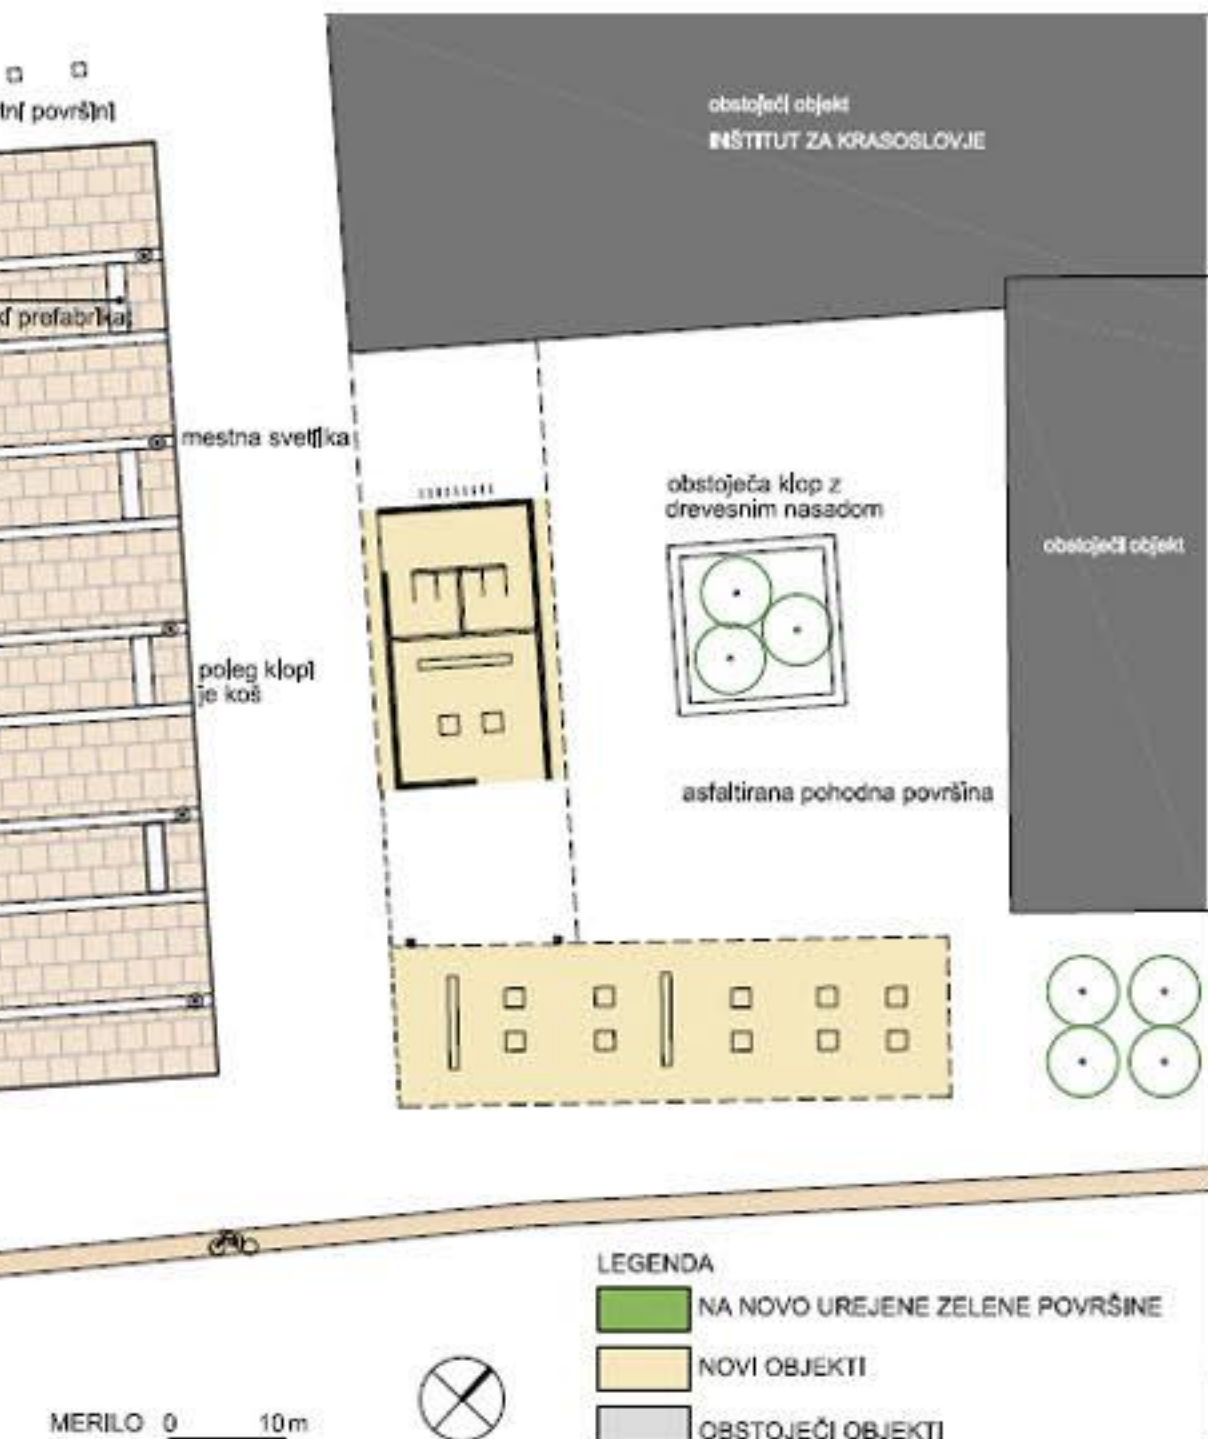 površini
obstoječi objekt
INŠTITUT ZA KRASOSLOVJE
mestna svetilka
obstoječa klop z
drevesnim nasadom
obstoječi objekt
poleg klopi
je koš
asfaltirana pohodna površina
LEGENDA
NA NOVO UREJENE ZELENE POVRŠINE
NOVI OBJEKTI
OBSTOJEČI OBJEKTI
MERILO 0 10 m